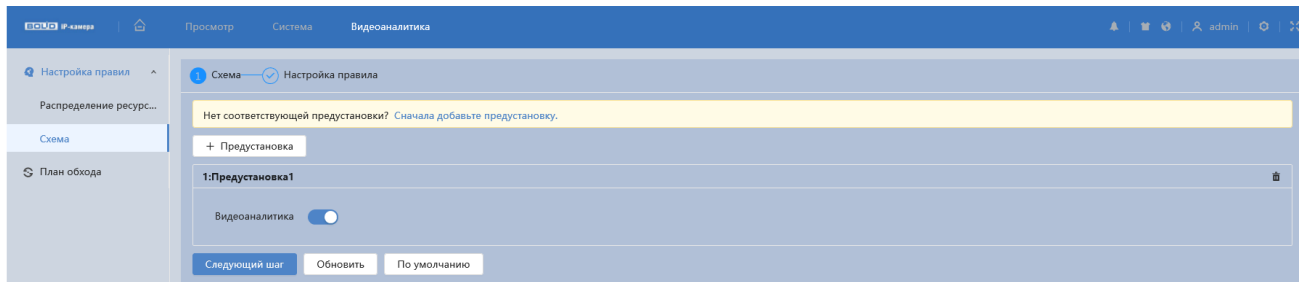 BOLID IP-камера
Просмотр
Система
Видеоаналитика
admin
Настройка правил
Распределение ресурс...
Схема
План обхода
1 Схема
Настройка правила
Нет соответствующей предустановки? Сначала добавьте предустановку.
+ Предустановка
1:Предустановка1
Видеоаналитика
Следующий шаг
Обновить
По умолчанию